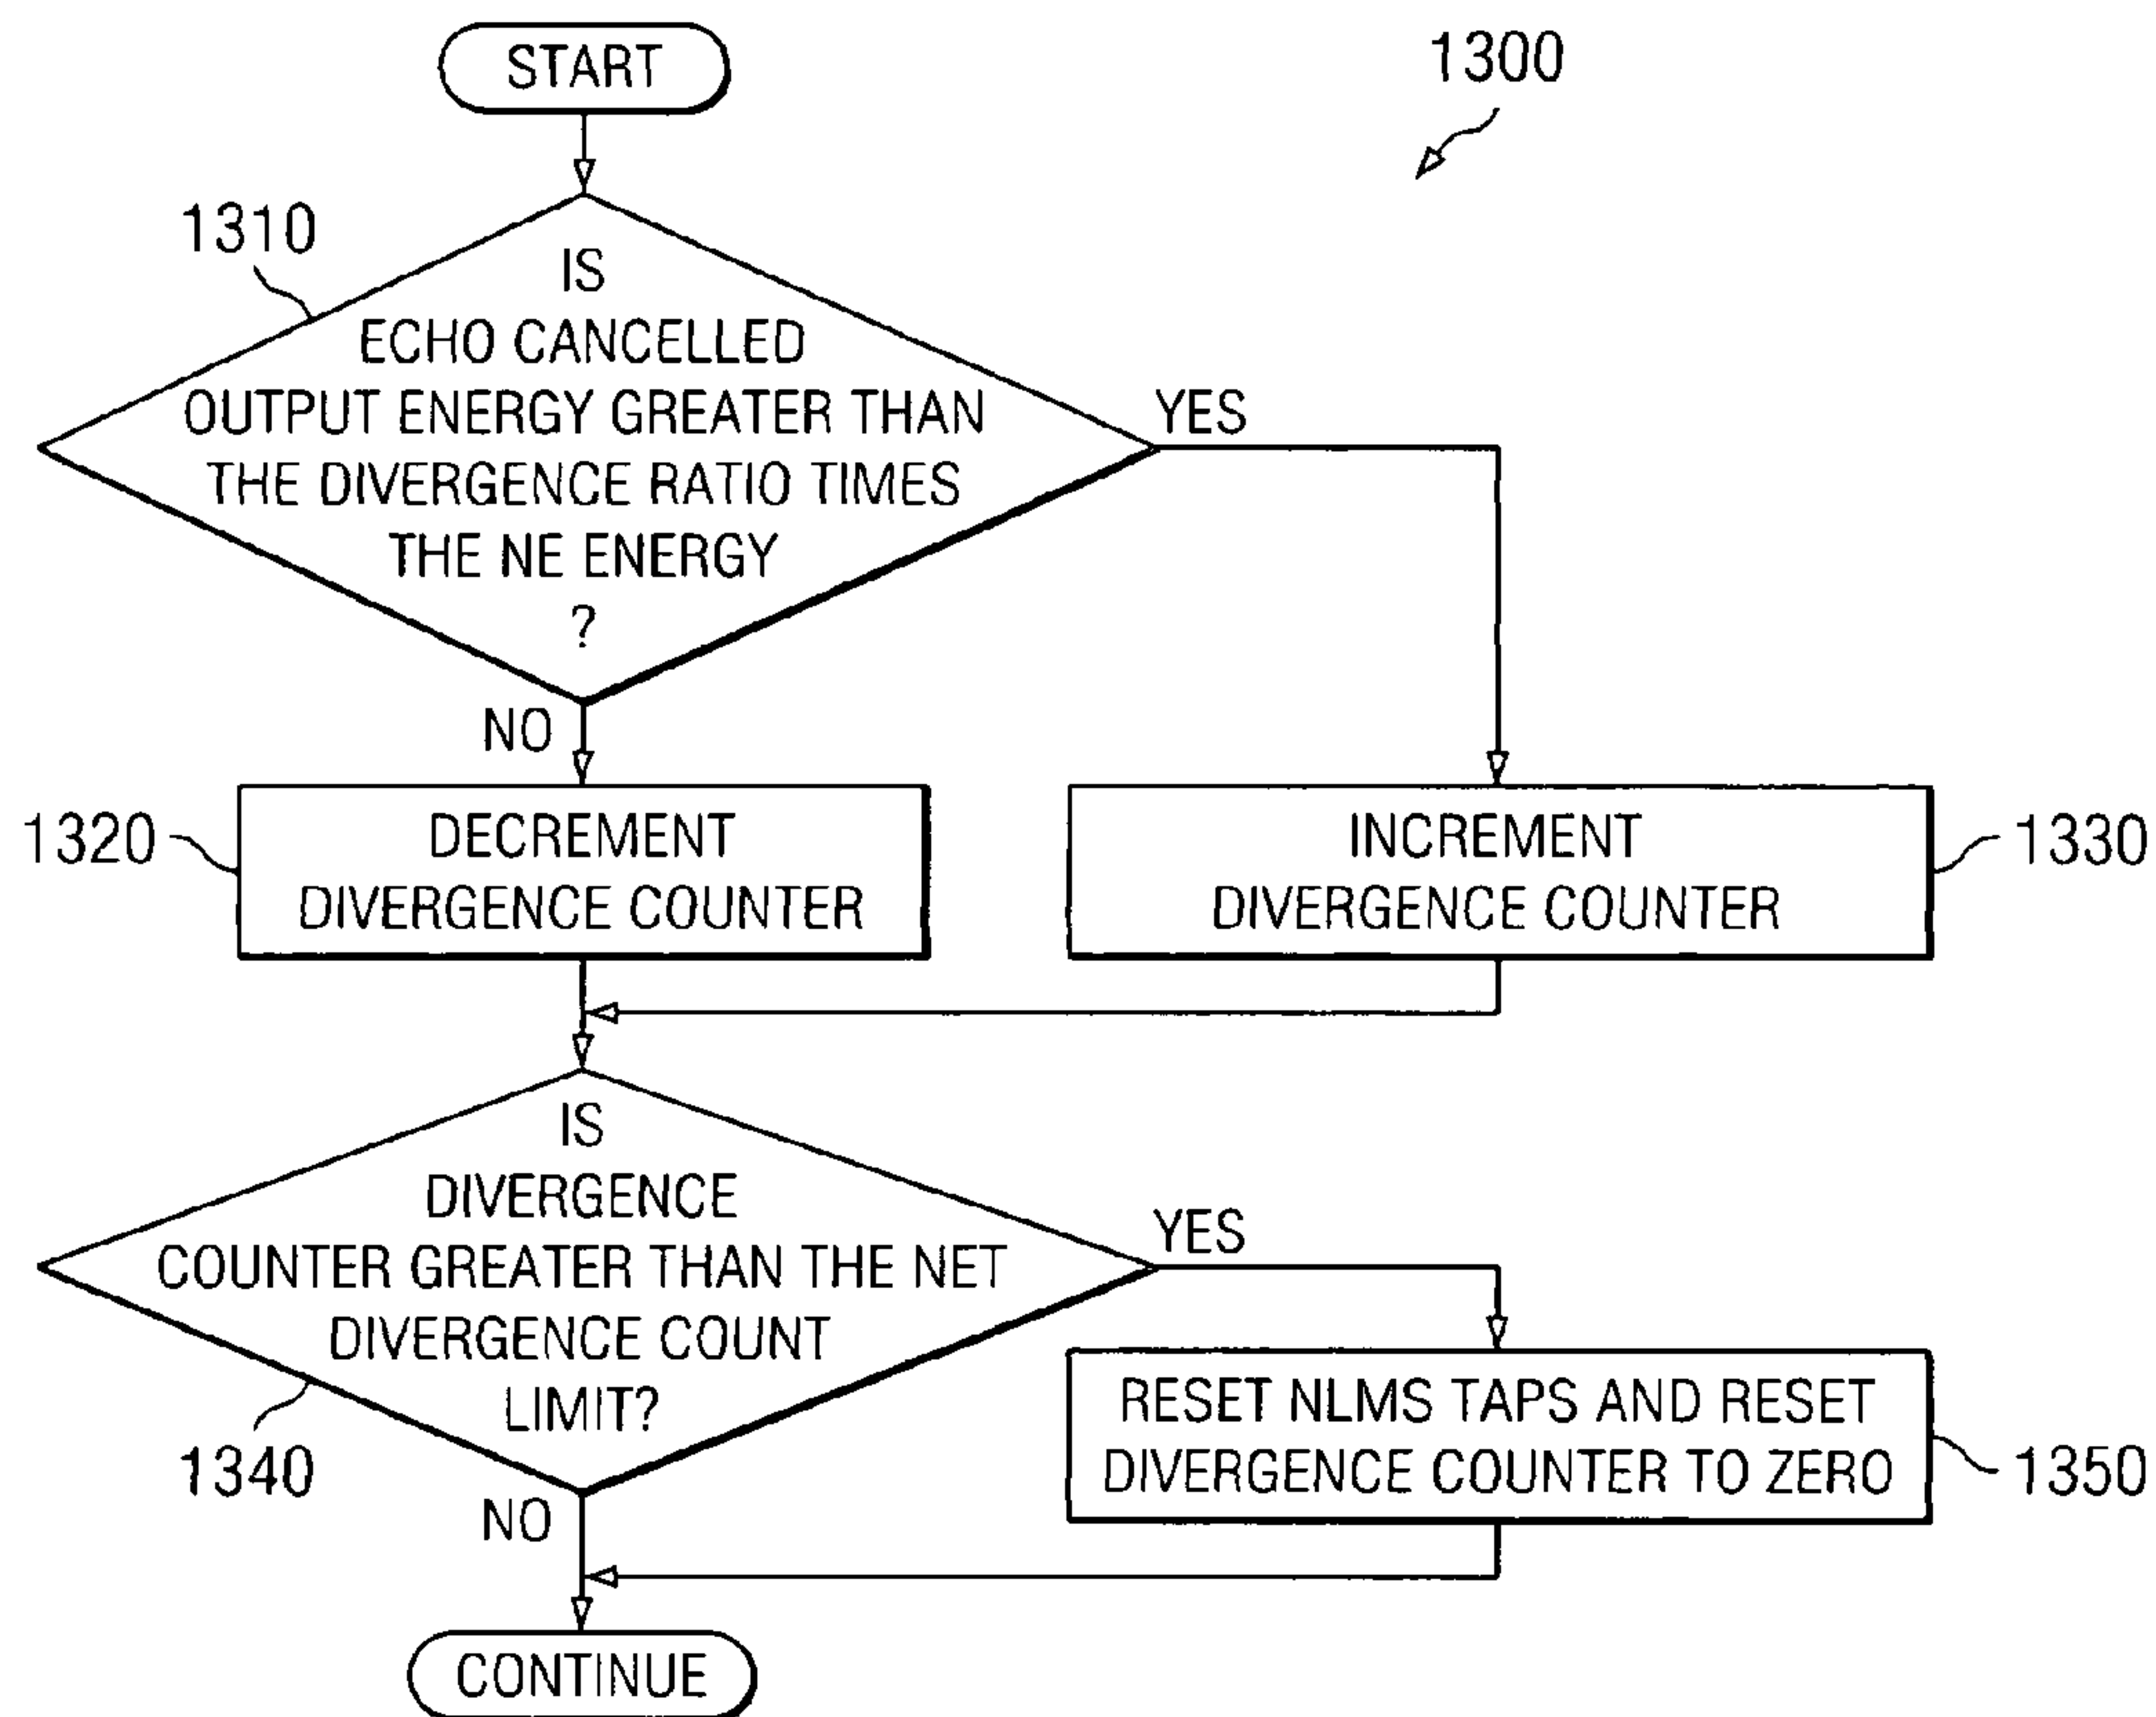 START
1300
1310
IS
ECHO CANCELLED
OUTPUT ENERGY GREATER THAN
THE DIVERGENCE RATIO TIMES
THE NE ENERGY
?
YES
NO
1320
DECREMENT
DIVERGENCE COUNTER
INCREMENT
DIVERGENCE COUNTER
1330
IS
DIVERGENCE
COUNTER GREATER THAN THE NET
DIVERGENCE COUNT
LIMIT?
YES
1340
NO
RESET NLMS TAPS AND RESET
DIVERGENCE COUNTER TO ZERO
1350
CONTINUE